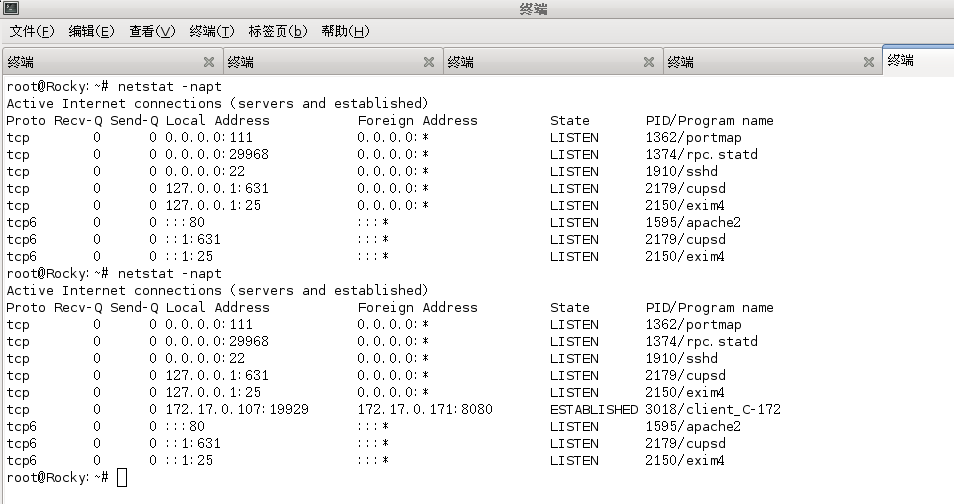 终端
文件(F) 编辑(E) 查看(V) 终端(T) 标签页(b) 帮助(H)
终端 终端 终端 终端 终端
root@Rocky:~# netstat -napt
Active Internet connections (servers and established)
Proto Recv-Q Send-Q Local Address Foreign Address State PID/Program name
tcp 0 0 0.0.0.0:111 0.0.0.0:* LISTEN 1362/portmap
tcp 0 0 0.0.0.0:29968 0.0.0.0:* LISTEN 1374/rpc.statd
tcp 0 0 0.0.0.0:22 0.0.0.0:* LISTEN 1910/sshd
tcp 0 0 127.0.0.1:631 0.0.0.0:* LISTEN 2179/cupsd
tcp 0 0 127.0.0.1:25 0.0.0.0:* LISTEN 2150/exim4
tcp6 0 0 :::80 :::* LISTEN 1595/apache2
tcp6 0 0 ::1:631 :::* LISTEN 2179/cupsd
tcp6 0 0 ::1:25 :::* LISTEN 2150/exim4
root@Rocky:~# netstat -napt
Active Internet connections (servers and established)
Proto Recv-Q Send-Q Local Address Foreign Address State PID/Program name
tcp 0 0 0.0.0.0:111 0.0.0.0:* LISTEN 1362/portmap
tcp 0 0 0.0.0.0:29968 0.0.0.0:* LISTEN 1374/rpc.statd
tcp 0 0 0.0.0.0:22 0.0.0.0:* LISTEN 1910/sshd
tcp 0 0 127.0.0.1:631 0.0.0.0:* LISTEN 2179/cupsd
tcp 0 0 127.0.0.1:25 0.0.0.0:* LISTEN 2150/exim4
tcp 0 0 172.17.0.107:19929 172.17.0.171:8080 ESTABLISHED 3018/client_C-172
tcp6 0 0 :::80 :::* LISTEN 1595/apache2
tcp6 0 0 ::1:631 :::* LISTEN 2179/cupsd
tcp6 0 0 ::1:25 :::* LISTEN 2150/exim4
root@Rocky:~#